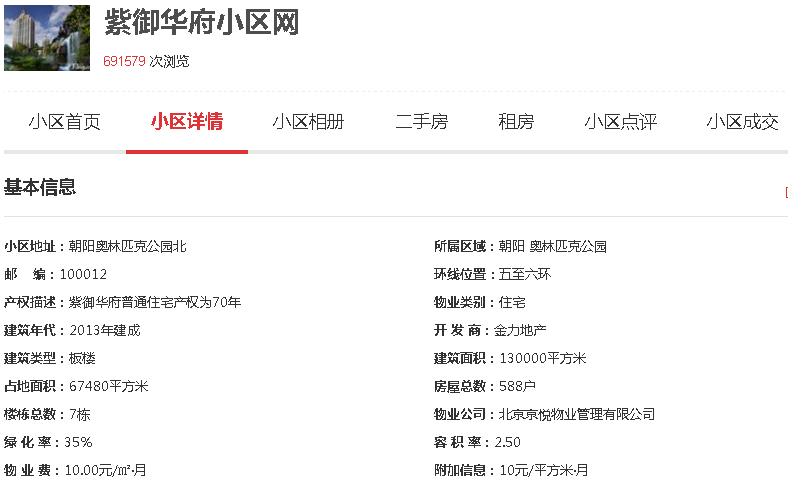 紫御华府小区网
691579 次浏览
小区首页 小区详情 小区相册 二手房 租房 小区点评 小区成交
基本信息
小区地址：朝阳奥林匹克公园北 所属区域：朝阳 奥林匹克公园
邮 编：100012 环线位置：五至六环
产权描述：紫御华府普通住宅产权为70年 物业类别：住宅
建筑年代：2013年建成 开 发 商：金力地产
建筑类型：板楼 建筑面积：130000平方米
占地面积：67480平方米 房屋总数：588户
楼栋总数：7栋 物业公司：北京京悦物业管理有限公司
绿 化 率：35% 容 积 率：2.50
物 业 费：10.00元/㎡·月 附加信息：10元/平方米·月